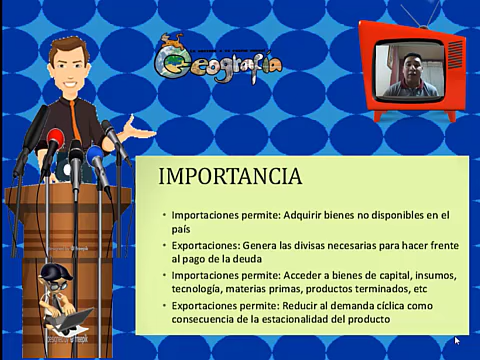 Geografía
IMPORTANCIA
• Importaciones permite: Adquirir bienes no disponibles en el
país
• Exportaciones: Genera las divisas necesarias para hacer frente
al pago de la deuda
• Importaciones permite: Acceder a bienes de capital, insumos,
tecnología, materias primas, productos terminados, etc
• Exportaciones permite: Reducir al demanda cíclica como
consecuencia de la estacionalidad del producto